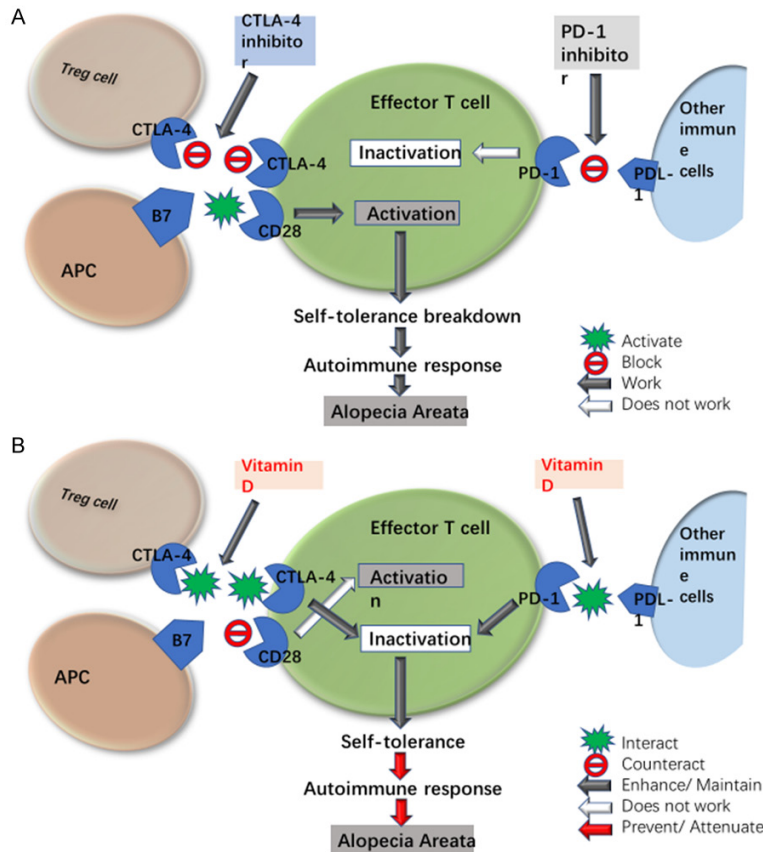 A
CTLA-4
inhibito
r
PD-1
inhibito
r
Treg cell
Effector T cell
Other
immun
e
cells
CTLA-4
CTLA-4
Inactivation
PD-1
PDL-
1
B7
CD28
Activation
APC
Self-tolerance breakdown
Autoimmune response
Alopecia Areata
Activate
Block
Work
Does not work
B
Vitamin
D
Vitamin
D
Treg cell
Effector T cell
Other
immun
e
cells
CTLA-4
CTLA-4
Activatio
n
PD-1
PDL-
1
B7
CD28
Inactivation
APC
Self-tolerance
Autoimmune response
Alopecia Areata
Interact
Counteract
Enhance/ Maintain
Does not work
Prevent/ Attenuate